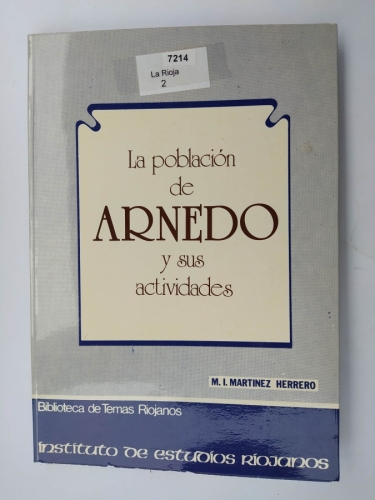 7214
La Rioja
2
La población
de
ARNEDO
y sus
actividades
M. I. MARTINEZ HERRERO
Biblioteca de Temas Riojanos
instituto de estudios riojanos